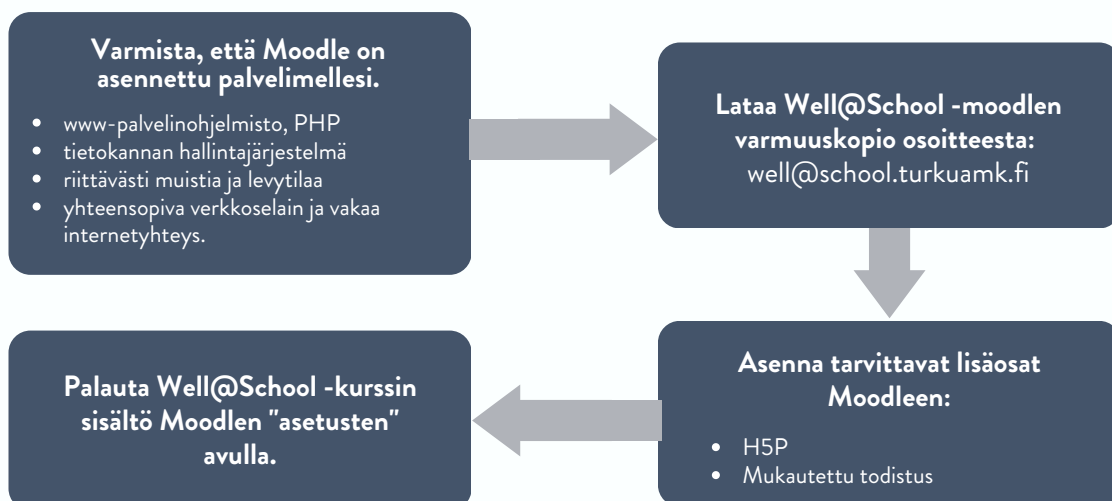 Varmista, että Moodle on
asennettu palvelimellesi.
• www-palvelinohjelmisto, PHP
• tietokannan hallintajärjestelmä
• riittävästi muistia ja levytilaa
• yhteensopiva verkkoselain ja vakaa
internetyhteys.
Lataa Well@School -moodlen
varmuuskopio osoitteesta:
well@school.turkuamk.fi
Asenna tarvittavat lisäosat
Moodleen:
• H5P
• Mukautettu todistus
Palauta Well@School -kurssin
sisältö Moodlen "asetusten"
avulla.